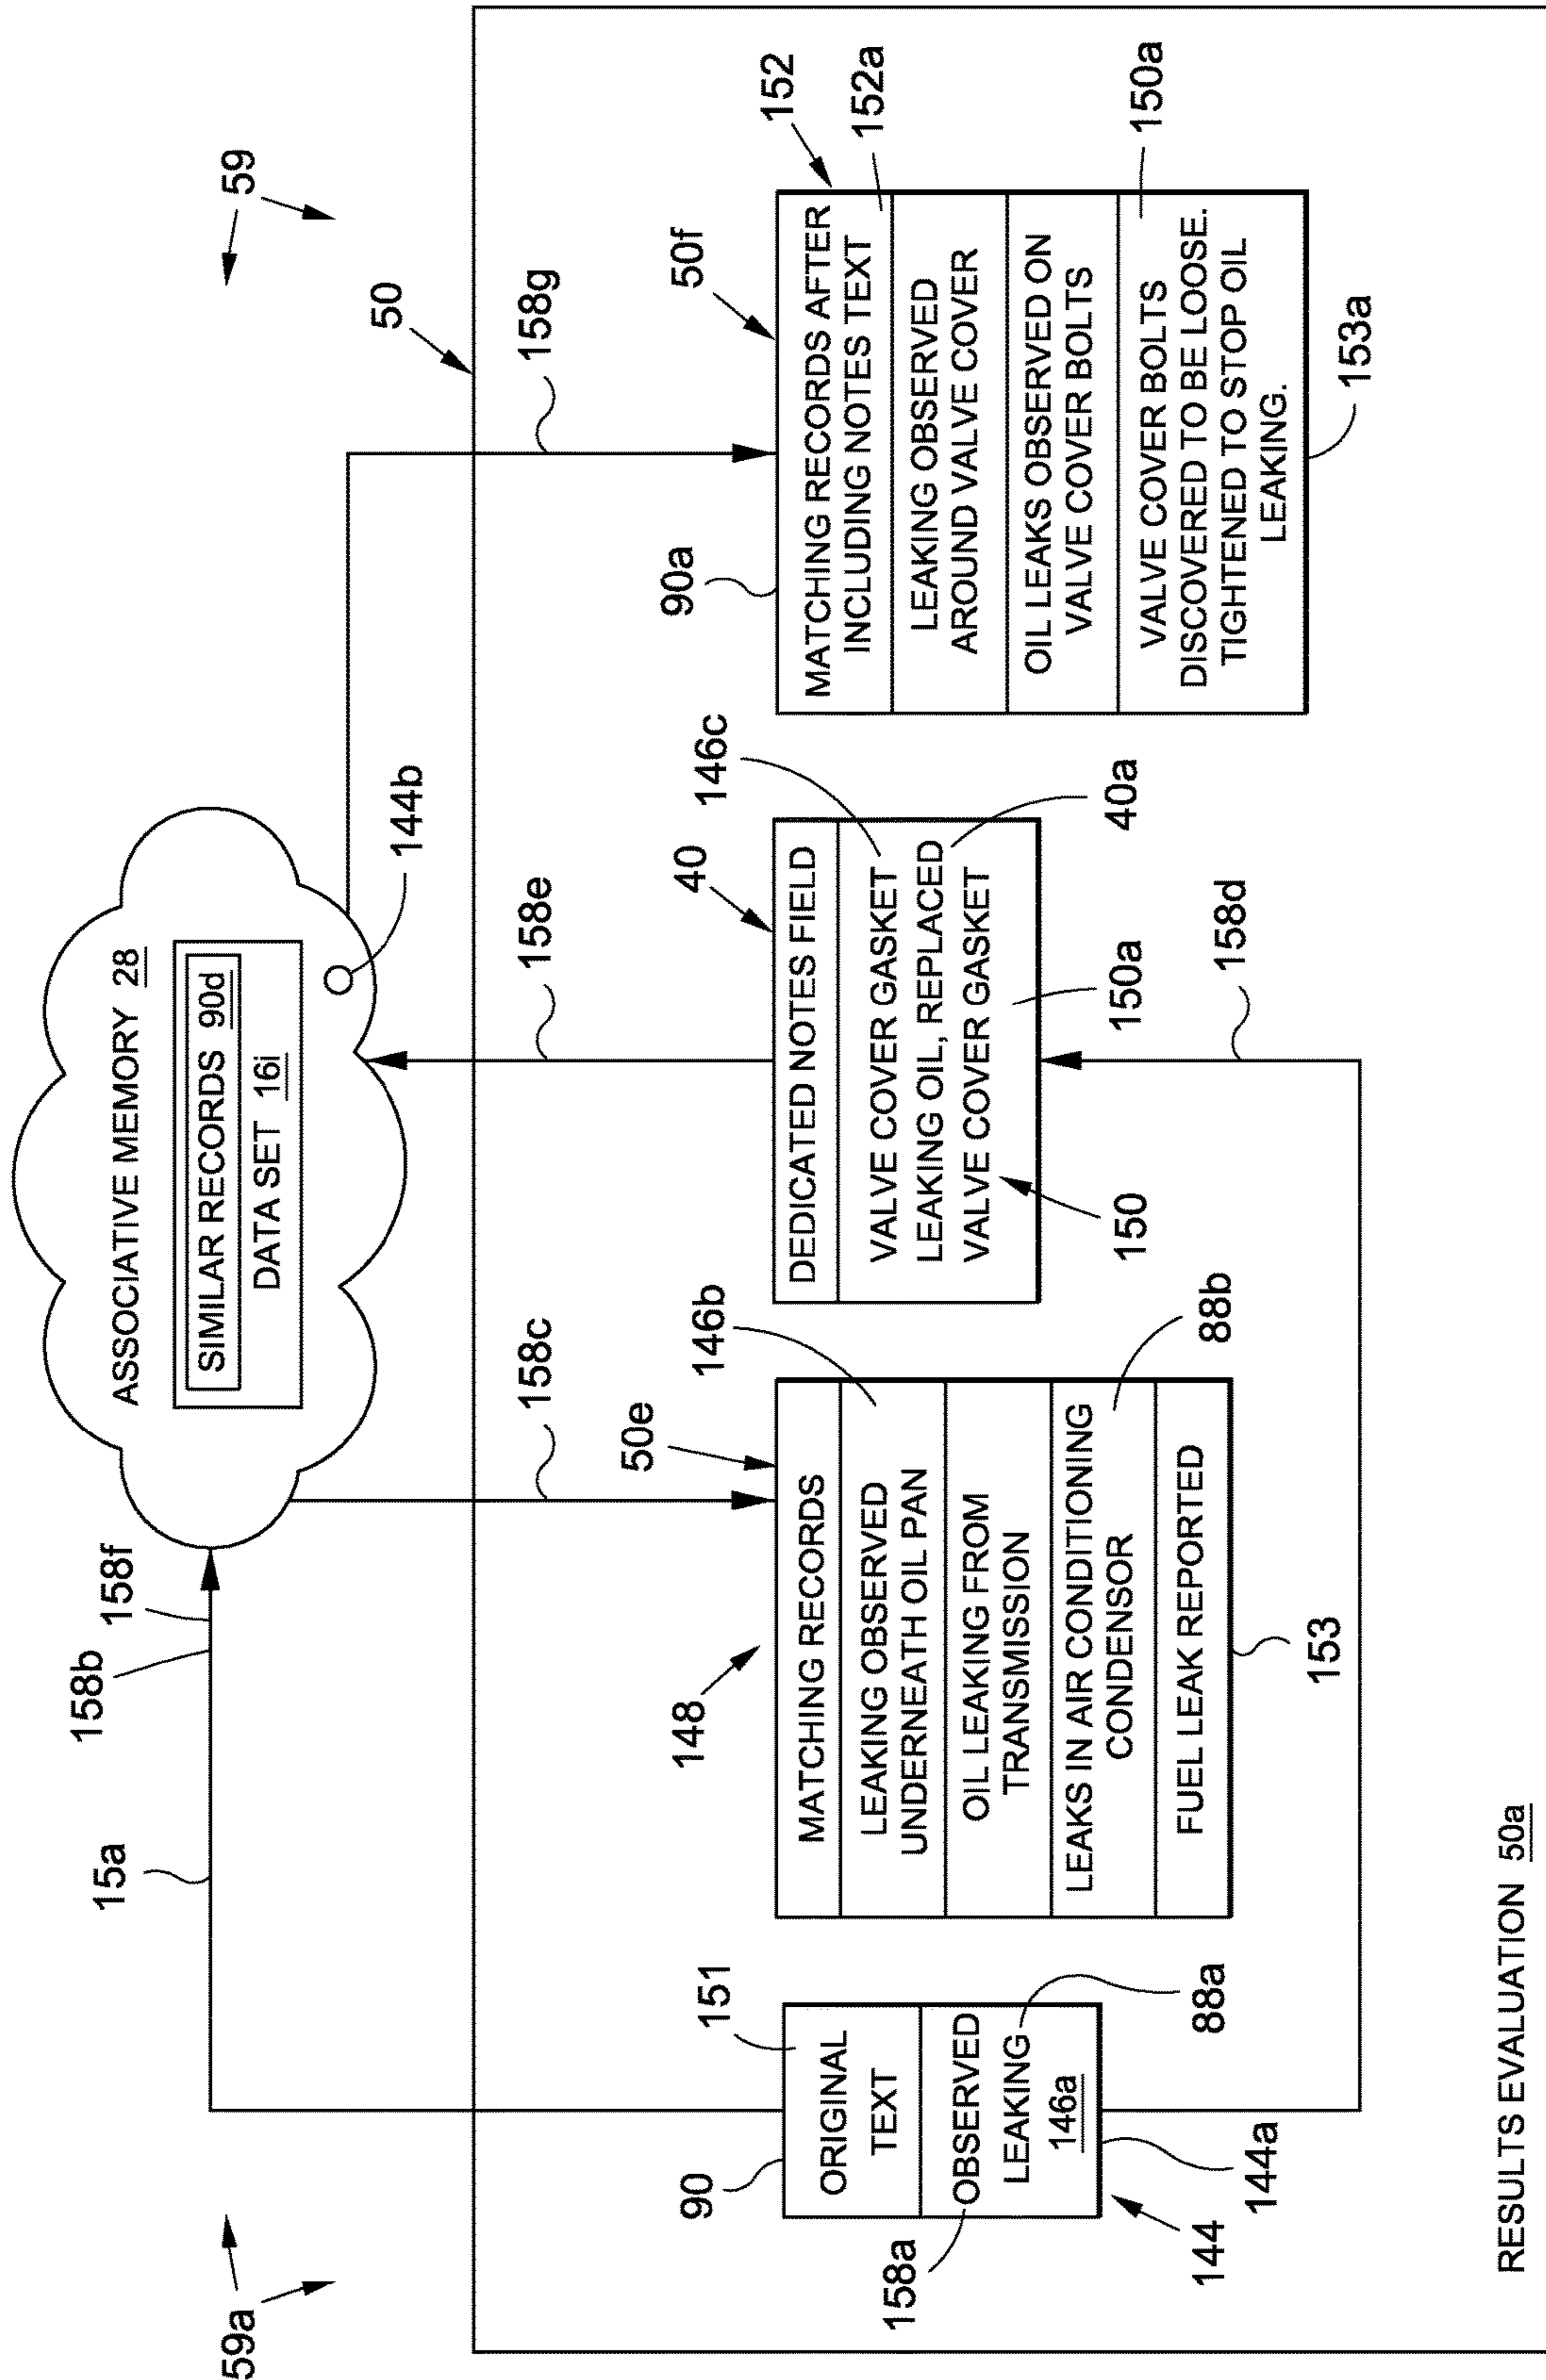 59a
59
15a
158b
158f
ASSOCIATIVE MEMORY 28
SIMILAR RECORDS 90d
DATA SET 16i
144b
50
158c
158e
158g
90
151
ORIGINAL
TEXT
158a
OBSERVED
LEAKING
146a
88a
144
144a
148
50e
MATCHING RECORDS
146b
LEAKING OBSERVED
UNDERNEATH OIL PAN
OIL LEAKING FROM
TRANSMISSION
LEAKS IN AIR CONDITIONING
CONDENSOR
88b
FUEL LEAK REPORTED
153
40
DEDICATED NOTES FIELD
146c
VALVE COVER GASKET
LEAKING OIL, REPLACED
VALVE COVER GASKET
40a
150
150a
158d
90a
50f
152
MATCHING RECORDS AFTER
INCLUDING NOTES TEXT
152a
LEAKING OBSERVED
AROUND VALVE COVER
OIL LEAKS OBSERVED ON
VALVE COVER BOLTS
VALVE COVER BOLTS
DISCOVERED TO BE LOOSE.
TIGHTENED TO STOP OIL
LEAKING.
150a
153a
RESULTS EVALUATION 50a